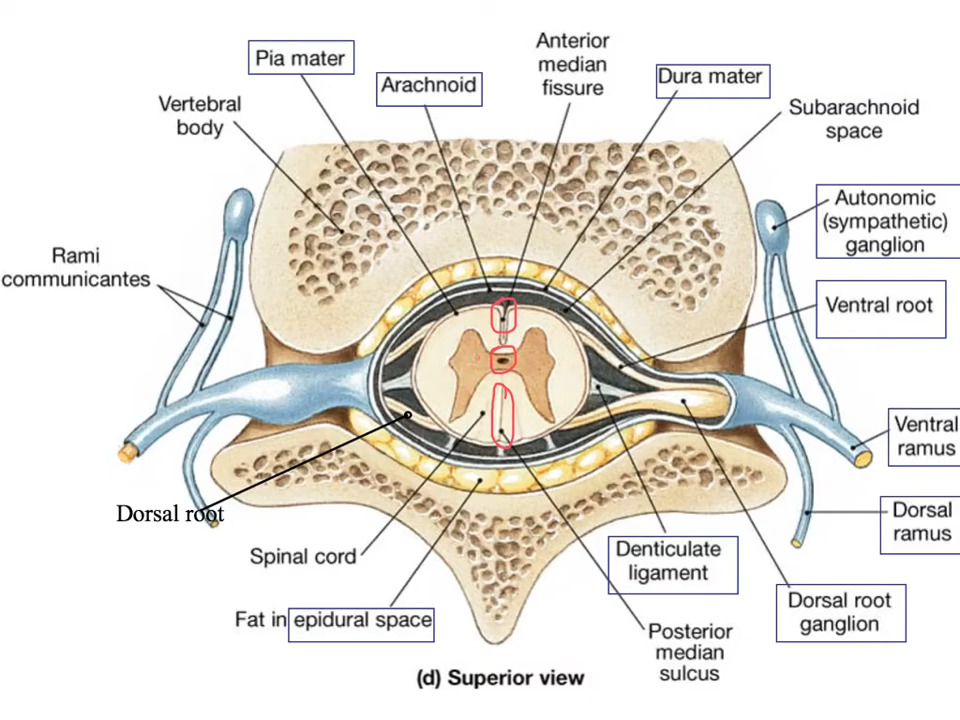 Pia mater
Arachnoid
Anterior
median
fissure
Dura mater
Subarachnoid
space
Vertebral
body
Autonomic
(sympathetic)
ganglion
Rami
communicantes
Ventral root
Ventral
ramus
Dorsal root
Dorsal
ramus
Spinal cord
Denticulate
ligament
Fat in epidural space
Dorsal root
ganglion
Posterior
median
sulcus
(d) Superior view